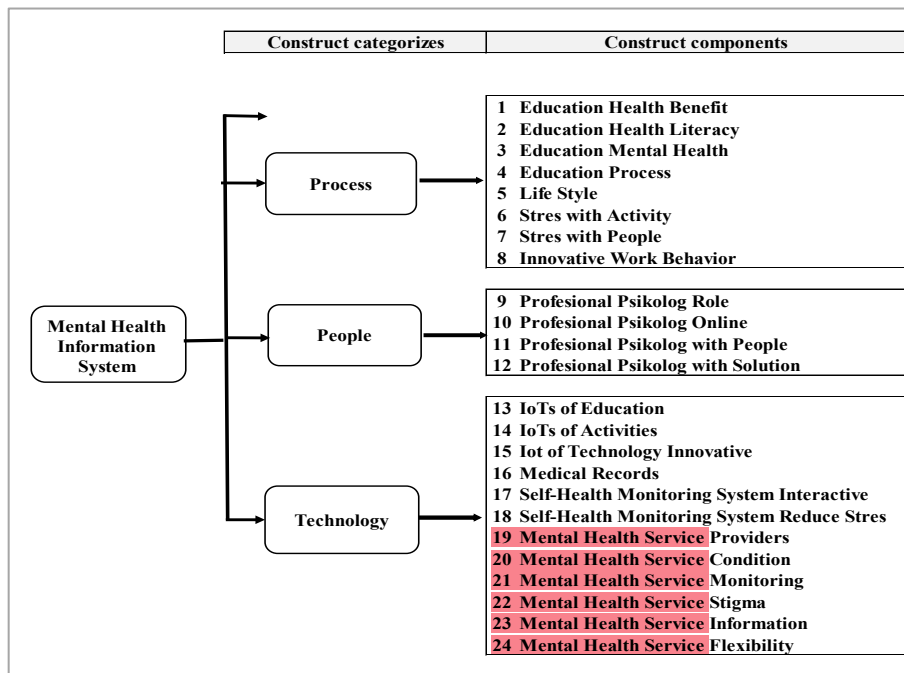 Construct categorizes
Construct components
1 Education Health Benefit
2 Education Health Literacy
3 Education Mental Health
4 Education Process
5 Life Style
6 Stres with Activity
7 Stres with People
8 Innovative Work Behavior
Process
Mental Health
Information
System
People
9 Profesional Psikolog Role
10 Profesional Psikolog Online
11 Profesional Psikolog with People
12 Profesional Psikolog with Solution
Technology
13 IoTs of Education
14 IoTs of Activities
15 Iot of Technology Innovative
16 Medical Records
17 Self-Health Monitoring System Interactive
18 Self-Health Monitoring System Reduce Stres
19 Mental Health Service Providers
20 Mental Health Service Condition
21 Mental Health Service Monitoring
22 Mental Health Service Stigma
23 Mental Health Service Information
24 Mental Health Service Flexibility